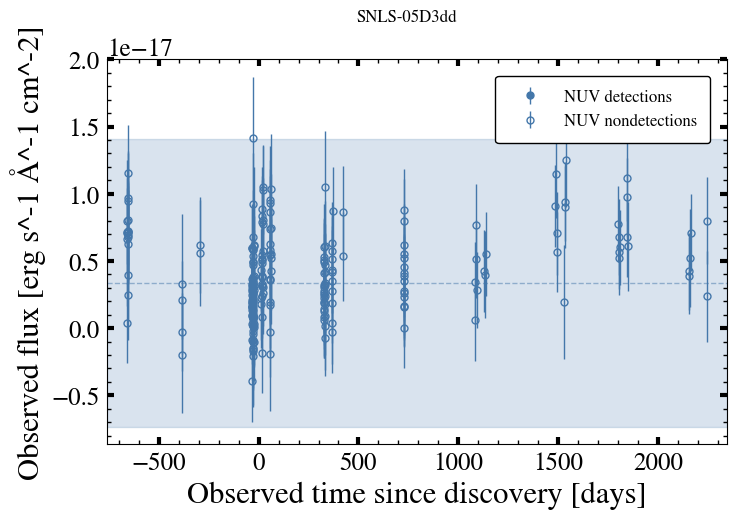 SNLS-05D3dd
1e−17
NUV detections
NUV nondetections
2.0
1.5
1.0
0.5
0.0
−0.5
Observed flux [erg s^-1 Å^-1 cm^-2]
−500
0
500
1000
1500
2000
Observed time since discovery [days]